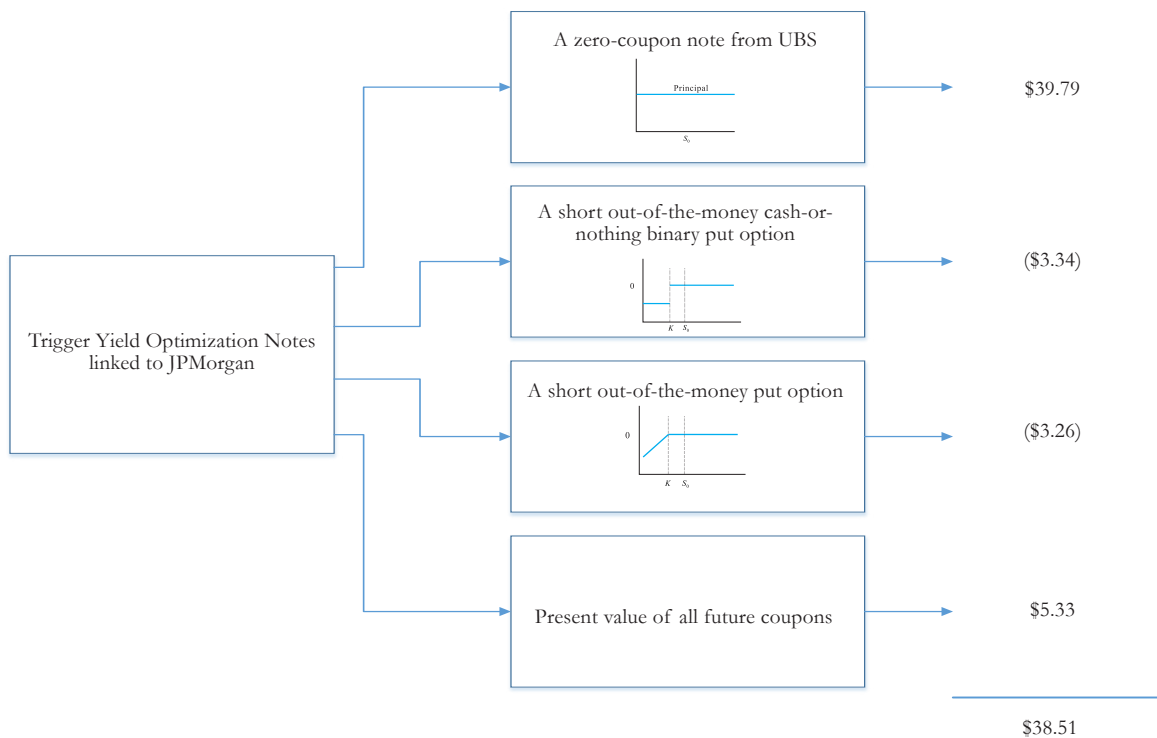 A zero-coupon note from UBS
Principal
S0
$39.79
A short out-of-the-money cash-or-
nothing binary put option
0
K S0
($3.34)
Trigger Yield Optimization Notes
linked to JPMorgan
A short out-of-the-money put option
0
K S0
($3.26)
Present value of all future coupons
$5.33
$38.51